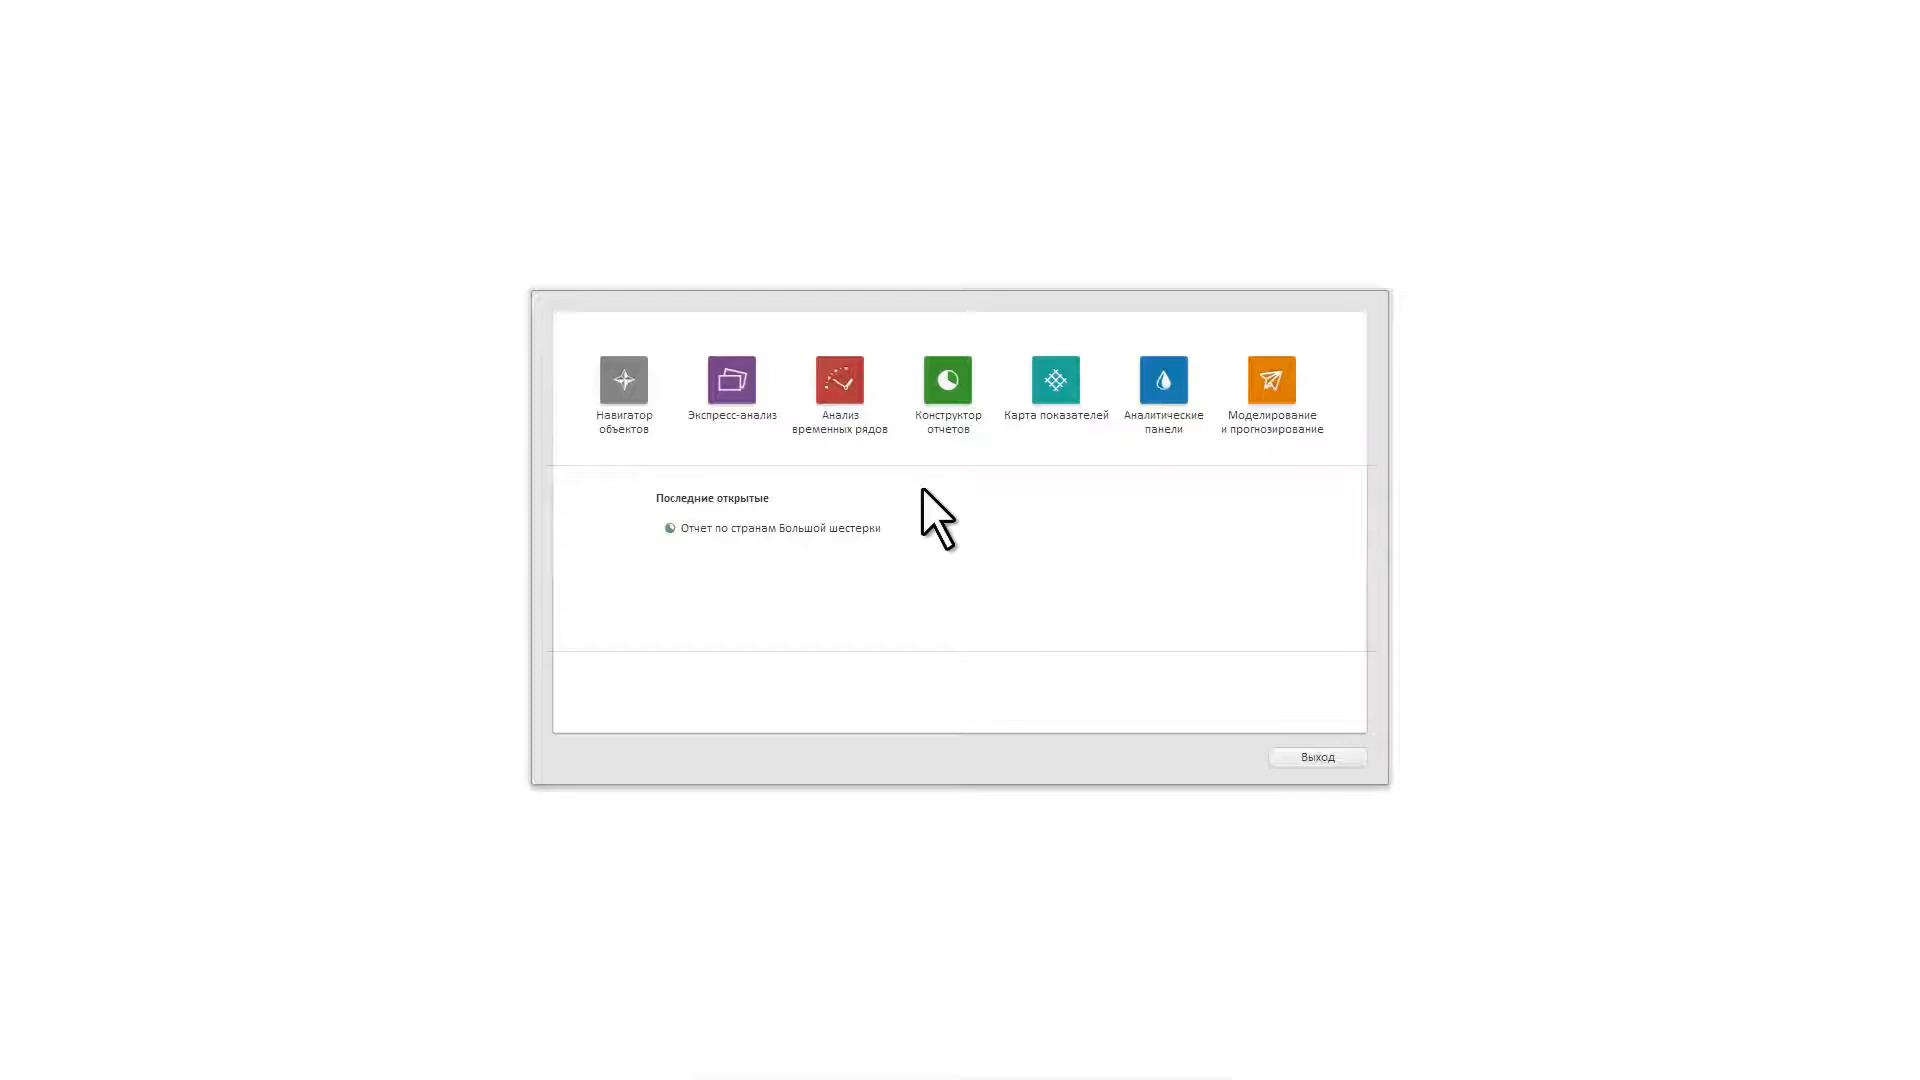 Навигатор
объектов
Экспресс-анализ
Анализ
временных рядов
Конструктор
отчетов
Карта показателей
Аналитические
панели
Моделирование
и прогнозирование
Последние открытые
Отчет по странам Большой шестерки
Выход